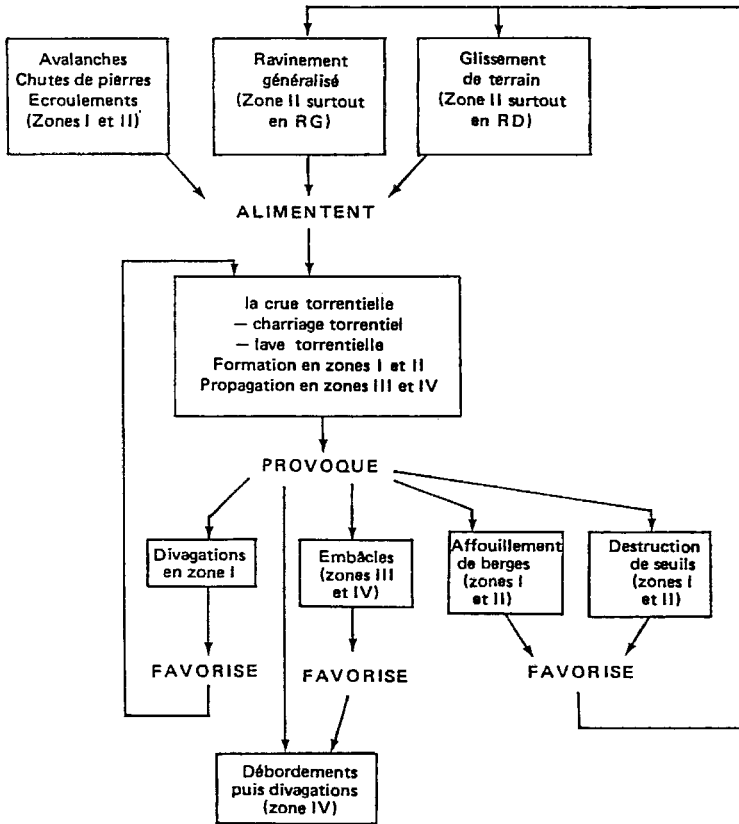 Avalanches
Chutes de pierres
Ecroulements
(Zones I et II)
Ravinement
généralisé
(Zone II surtout
en RG)
Glissement
de terrain
(Zone II surtout
en RD)
ALIMENTENT
la crue torrentielle
— charriage torrentiel
— lave torrentielle
Formation en zones I et II
Propagation en zones III et IV
PROVOQUE
Divagations
en zone I
Embâcles
(zones III
et IV)
Affouillement
de berges
(zones I
et II)
Destruction
de seuils
(zones I
et II)
FAVORISE
FAVORISE
FAVORISE
Débordements
puis divagations
(zone IV)